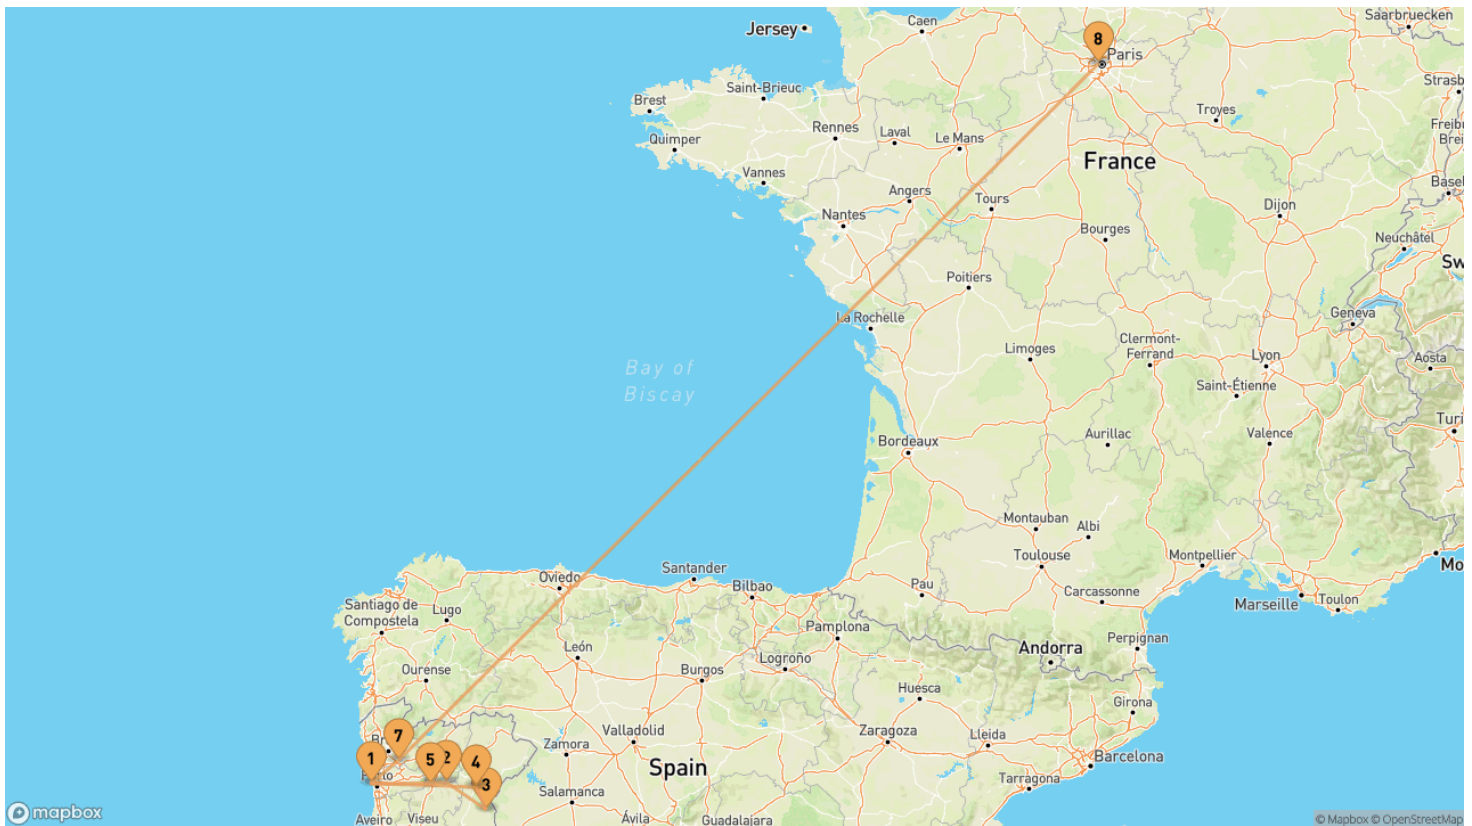 Jersey
Caen
8
Paris
Saarbruecken
Brest
Saint-Brieuc
Strasb
Troyes
Quimper
Rennes
Laval
Le Mans
Freibu
Brei
France
Vannes
Angers
Tours
Basel
Nantes
Dijon
Bourges
Neuchâtel
Poitiers
Sw
La Rochelle
Geneva
Bay of
Biscay
Limoges
Clermont-
Ferrand
Lyon
Aosta
Saint-Étienne
Bordeaux
Aurillac
Valence
Turi
Montauban
Albi
Toulouse
Montpellier
Mo
Oviedo
Santander
Bilbao
Pau
Carcassonne
Marseille
Toulon
Santiago de
Compostela
Lugo
Pamplona
Perpignan
León
Andorra
Logroño
Ourense
Burgos
Huesca
Girona
7
Valladolid
Zaragoza
Lleida
Br
1
5
2
4
Zamora
Barcelona
Spain
3
Porto
Tarragona
Salamanca
mapbox
Aveiro
Viseu
Ávila
Guadalajara
© Mapbox © OpenStreetMap